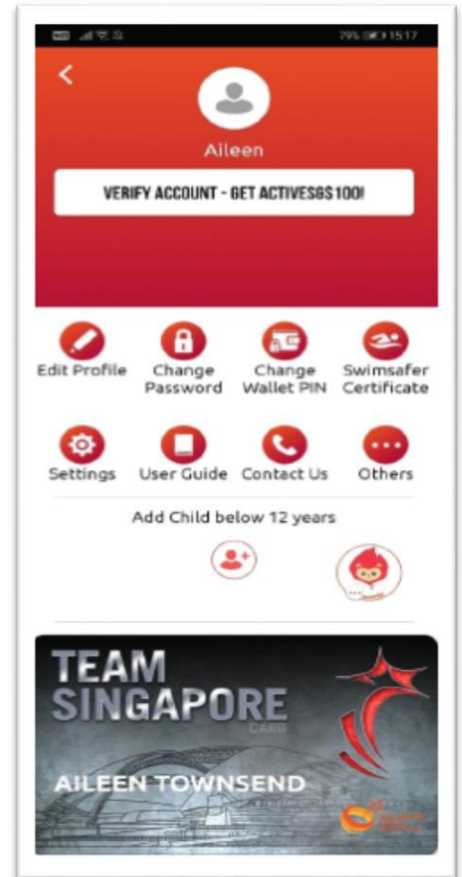 79% 15:17
Aileen
VERIFY ACCOUNT - GET ACTIVESG$100!
Edit Profile
Change
Password
Change
Wallet PIN
Swimsafer
Certificate
Settings
User Guide
Contact Us
Others
Add Child below 12 years
TEAM
SINGAPORE
CARD
AILEEN TOWNSEND